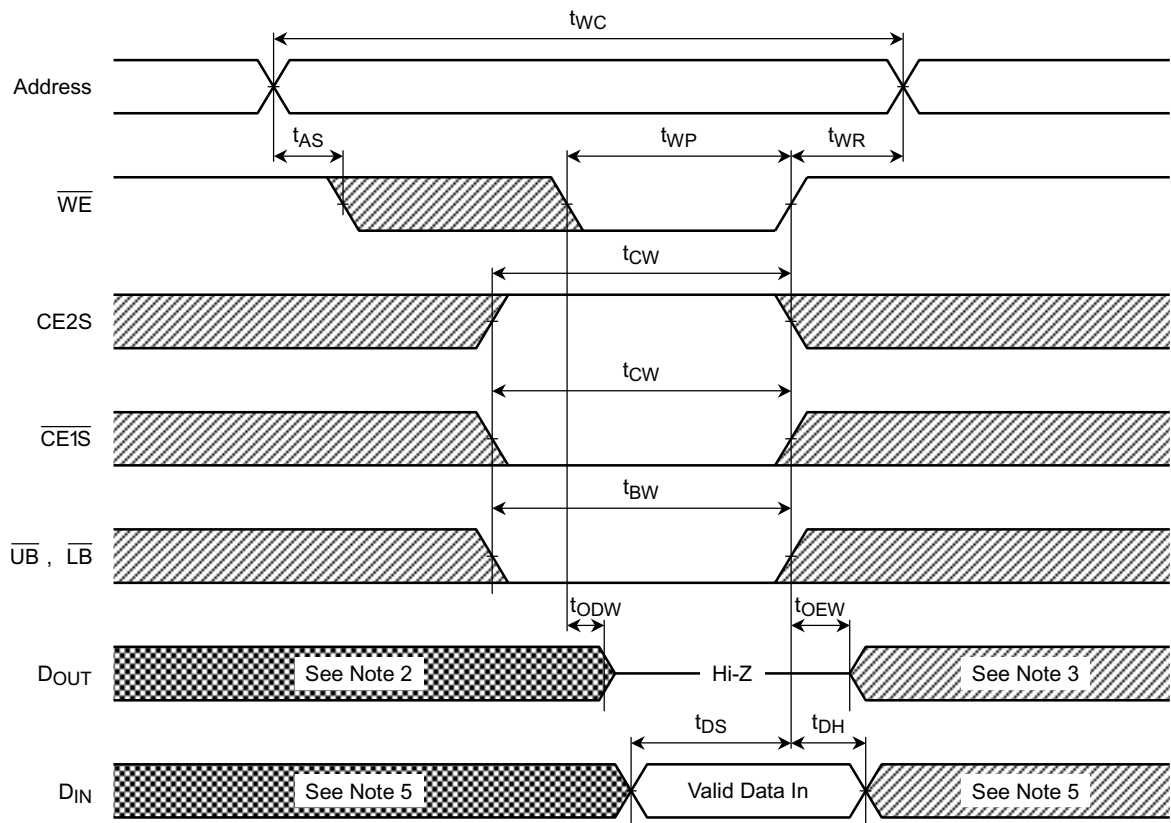 tWC
Address
tAS
tWP
tWR
WE
tCW
CE2S
tCW
CE1S
tBW
UB , LB
tODW
tOEW
DOUT
See Note 2
Hi-Z
See Note 3
tDS
tDH
DIN
See Note 5
Valid Data In
See Note 5